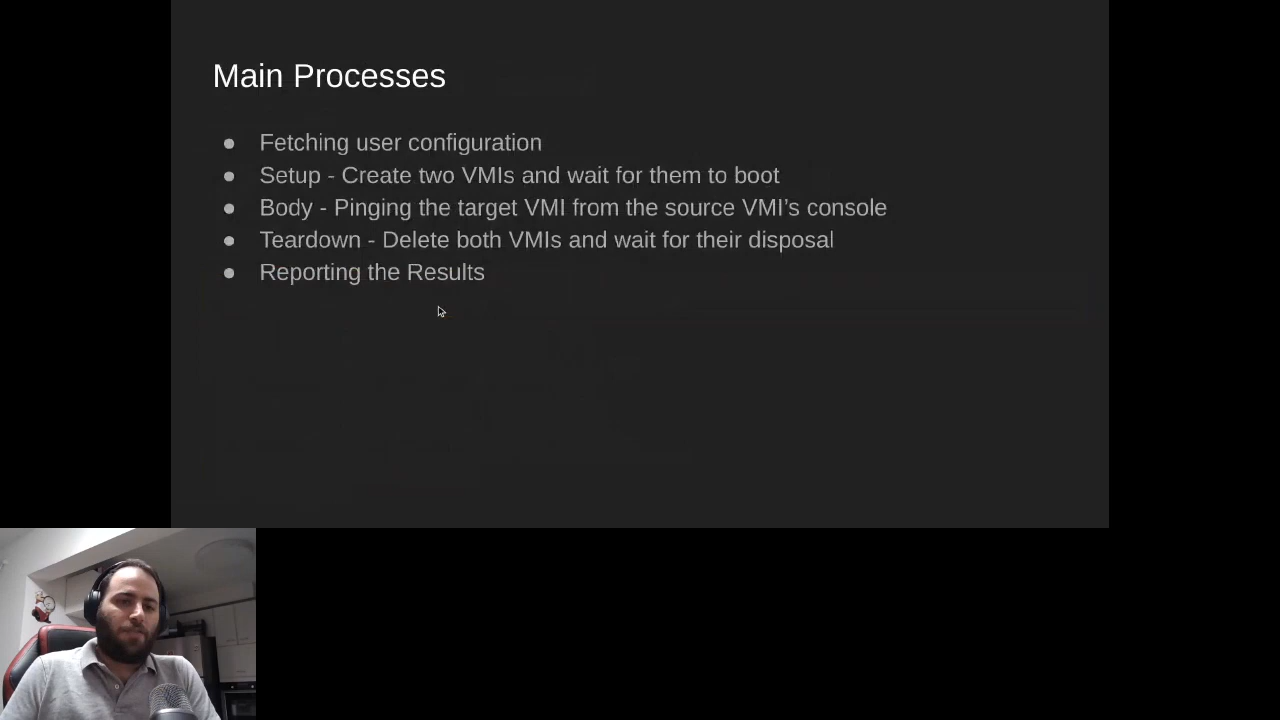 Main Processes
● Fetching user configuration
● Setup - Create two VMIs and wait for them to boot
● Body - Pinging the target VMI from the source VMI’s console
● Teardown - Delete both VMIs and wait for their disposal
● Reporting the Results